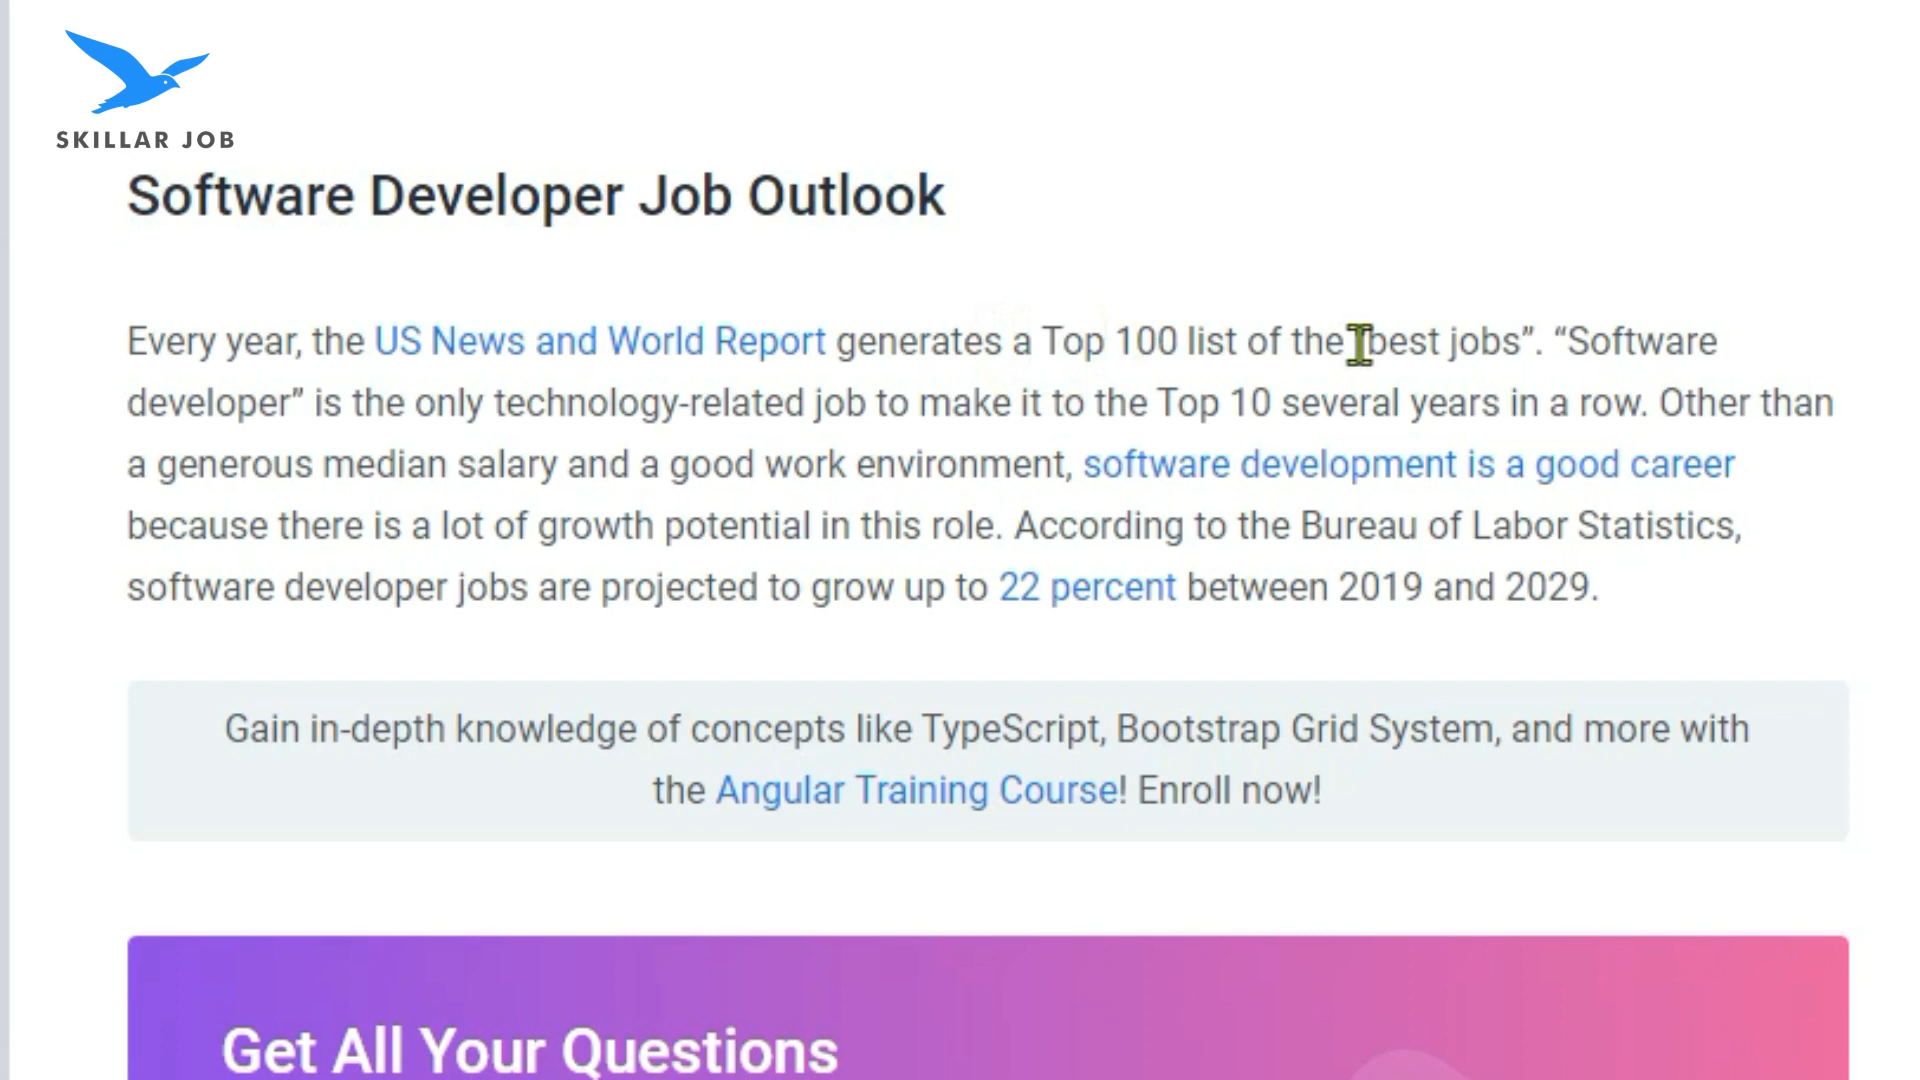 SKILLAR JOB
Software Developer Job Outlook
Every year, the US News and World Report generates a Top 100 list of the best jobs”. “Software
developer” is the only technology-related job to make it to the Top 10 several years in a row. Other than
a generous median salary and a good work environment, software development is a good career
because there is a lot of growth potential in this role. According to the Bureau of Labor Statistics,
software developer jobs are projected to grow up to 22 percent between 2019 and 2029.
Gain in-depth knowledge of concepts like TypeScript, Bootstrap Grid System, and more with
the Angular Training Course! Enroll now!
Get All Your Questions